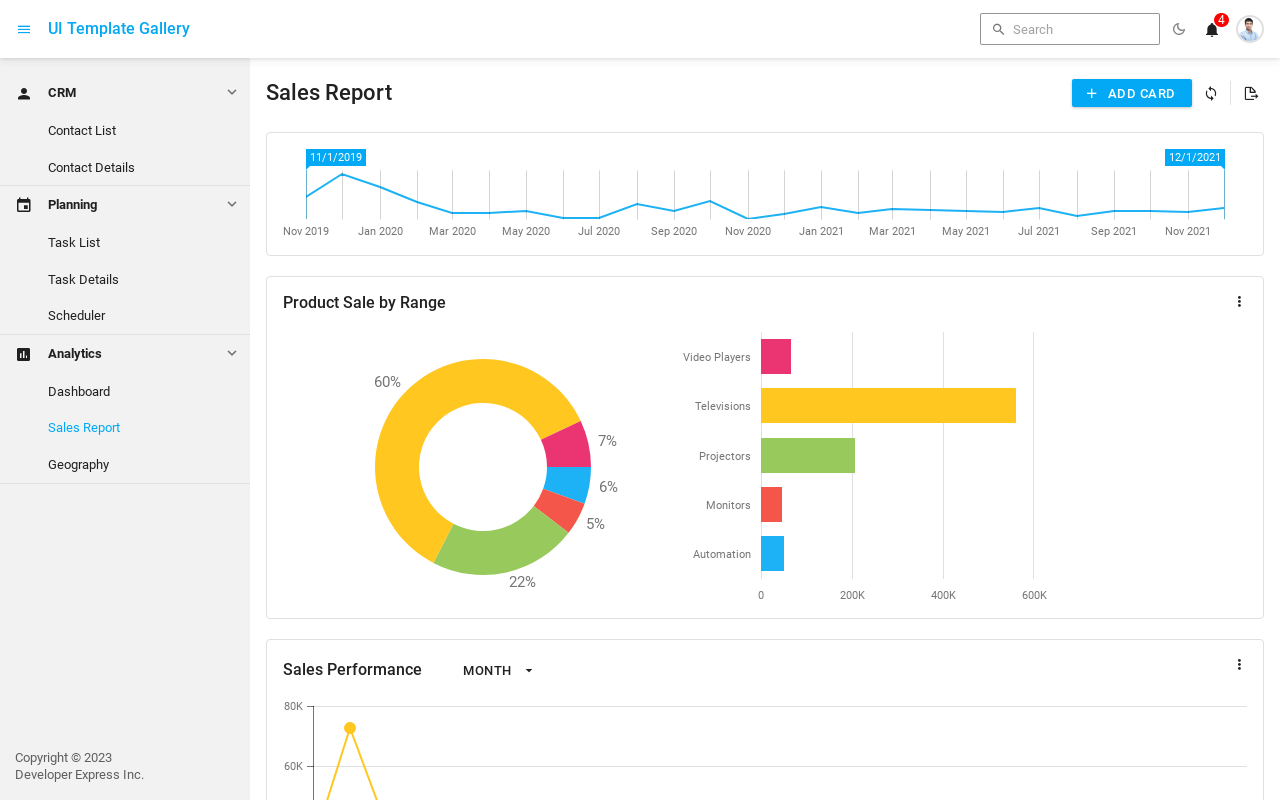 UI Template Gallery
Search
4
CRM
Contact List
Contact Details
Planning
Task List
Task Details
Scheduler
Analytics
Dashboard
Sales Report
Geography
Copyright © 2023
Developer Express Inc.
Sales Report
ADD CARD
11/1/2019
12/1/2021
Nov 2019 Jan 2020 Mar 2020 May 2020 Jul 2020 Sep 2020 Nov 2020 Jan 2021 Mar 2021 May 2021 Jul 2021 Sep 2021 Nov 2021
Product Sale by Range
60%
7%
6%
5%
22%
Video Players
Televisions
Projectors
Monitors
Automation
0 200K 400K 600K
Sales Performance
MONTH
80K
60K